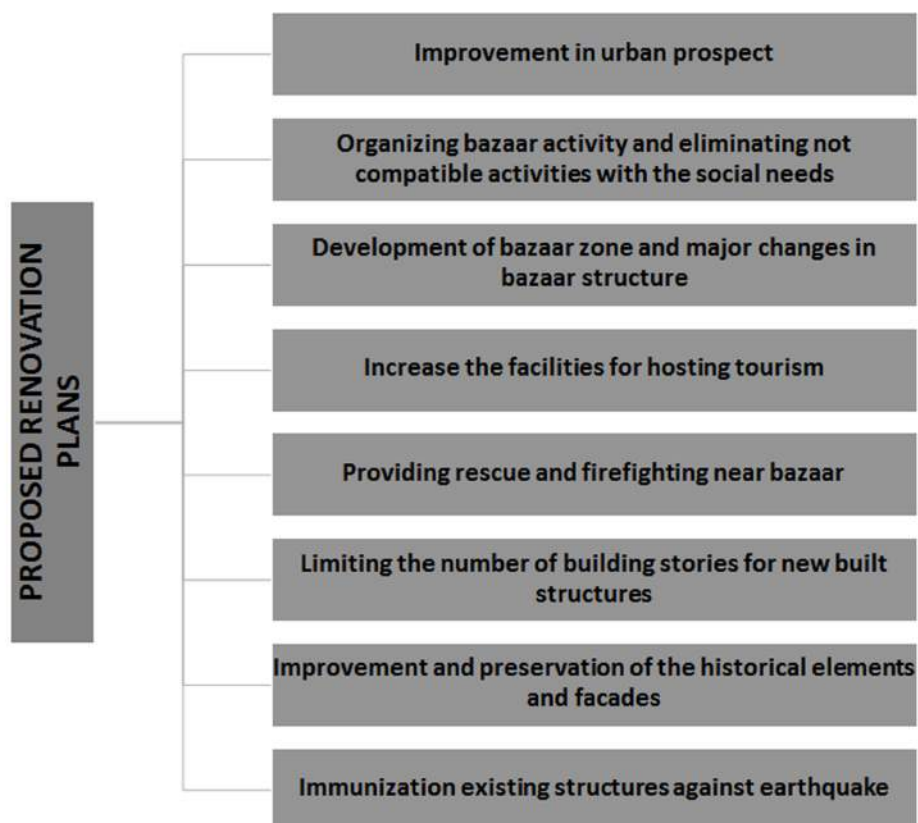 PROPOSED RENOVATION
PLANS
Improvement in urban prospect
Organizing bazaar activity and eliminating not
compatible activities with the social needs
Development of bazaar zone and major changes in
bazaar structure
Increase the facilities for hosting tourism
Providing rescue and firefighting near bazaar
Limiting the number of building stories for new built
structures
Improvement and preservation of the historical elements
and facades
Immunization existing structures against earthquake